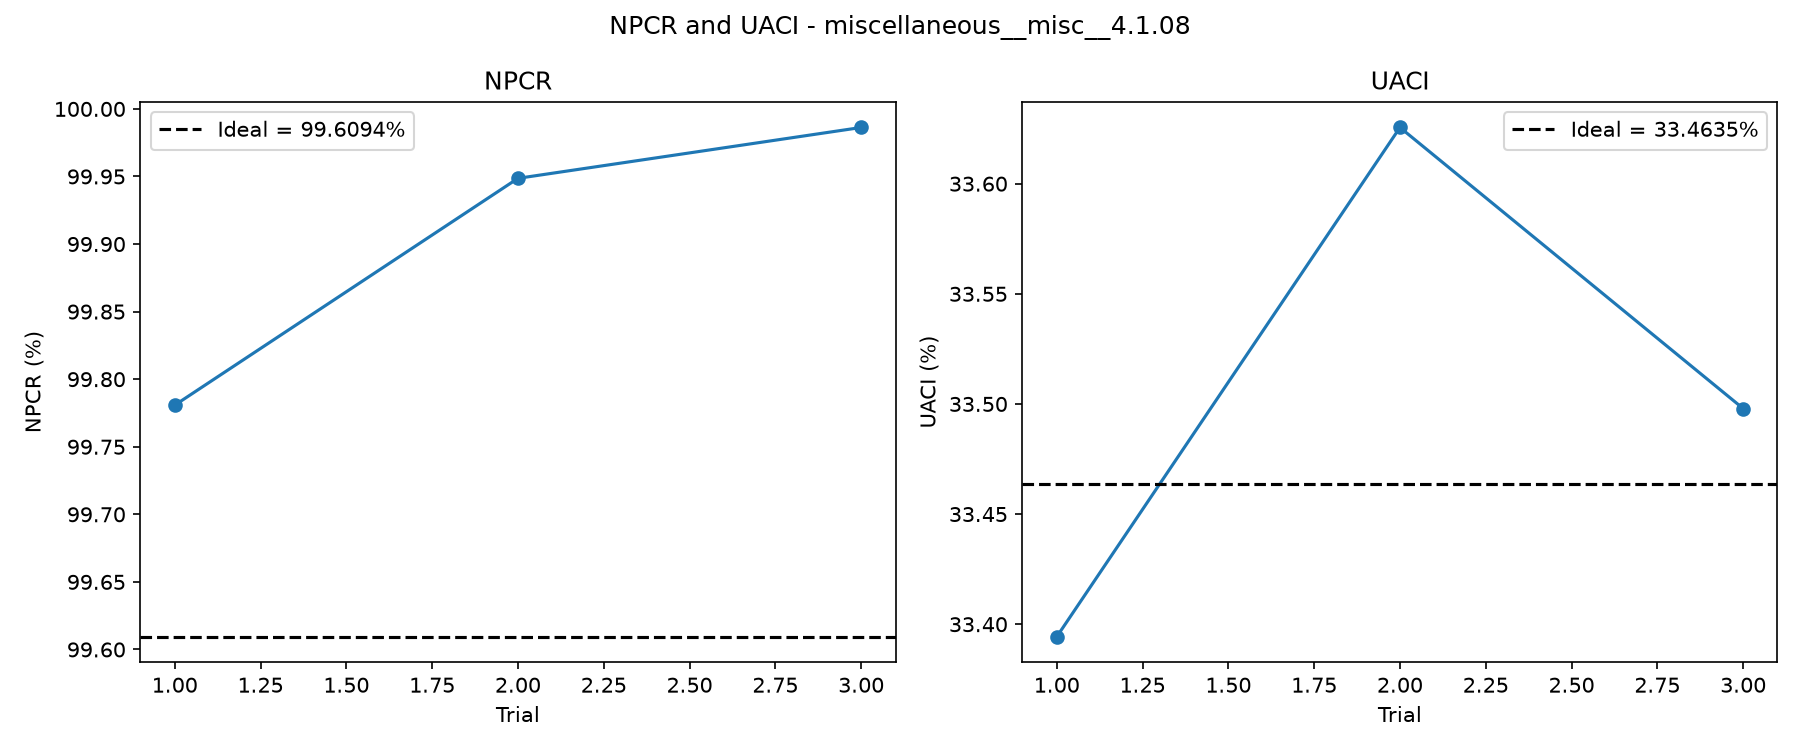 NPCR and UACI - miscellaneous__misc__4.1.08
NPCR
Ideal = 99.6094%
100.00
99.95
99.90
99.85
99.80
99.75
99.70
99.65
99.60
NPCR (%)
1.00 1.25 1.50 1.75 2.00 2.25 2.50 2.75 3.00
Trial
UACI
Ideal = 33.4635%
33.60
33.55
33.50
33.45
33.40
UACI (%)
1.00 1.25 1.50 1.75 2.00 2.25 2.50 2.75 3.00
Trial